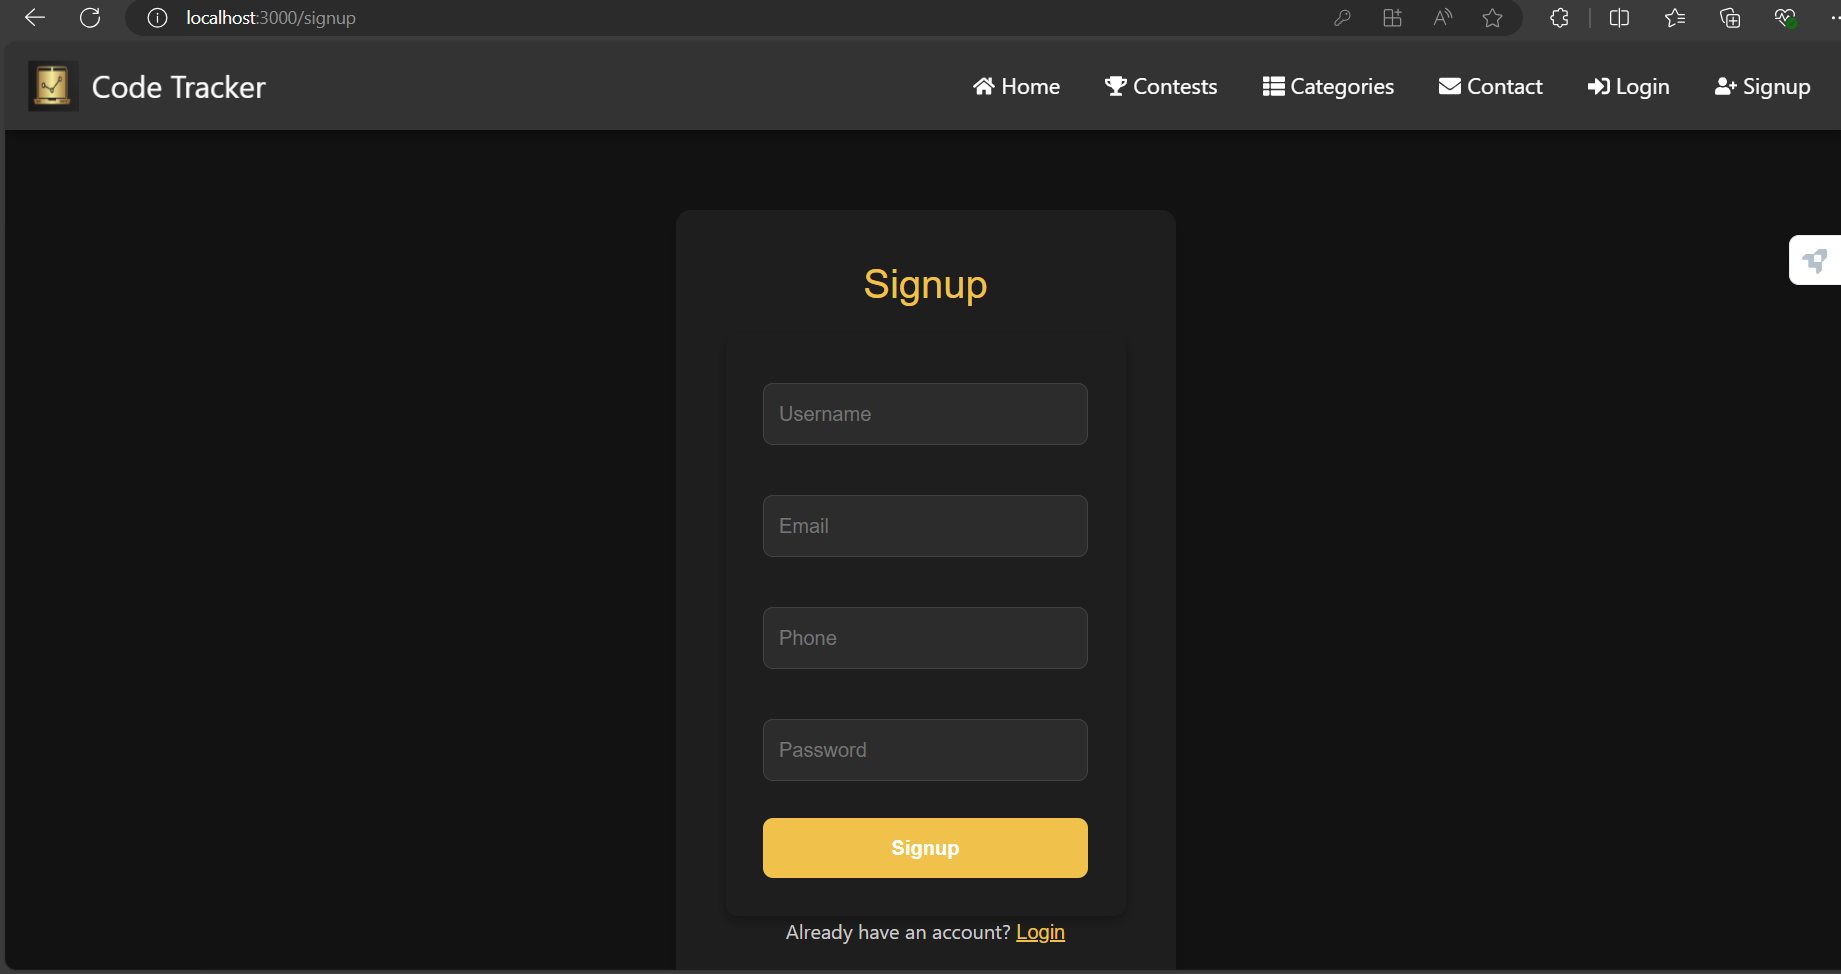 localhost:3000/signup
Code Tracker
Home Contests Categories Contact Login Signup
Signup
Username
Email
Phone
Password
Signup
Already have an account? Login